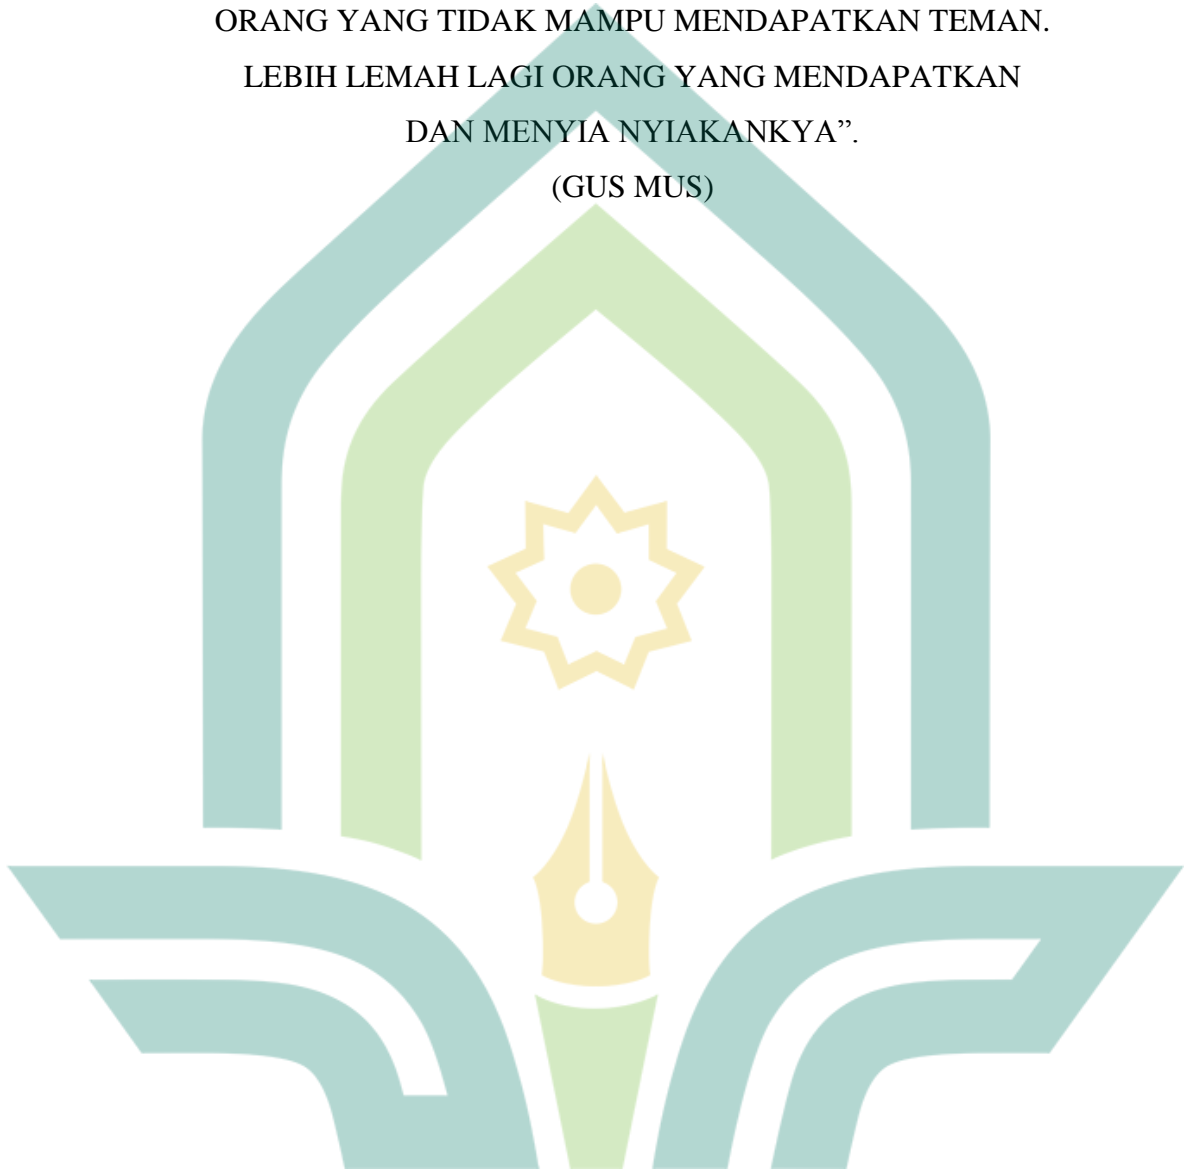 ORANG YANG TIDAK MAMPU MENDAPATKAN TEMAN.
LEBIH LEMAH LAGI ORANG YANG MENDAPATKAN
DAN MENYIA NYIAKANKYA”.
(GUS MUS)